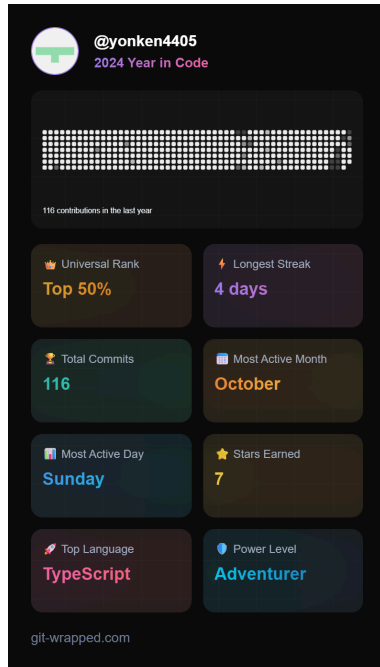 @yonken4405
2024 Year in Code
116 contributions in the last year
Universal Rank
Top 50%
Longest Streak
4 days
Total Commits
116
Most Active Month
October
Most Active Day
Sunday
Stars Earned
7
Top Language
TypeScript
Power Level
Adventurer
git-wrapped.com